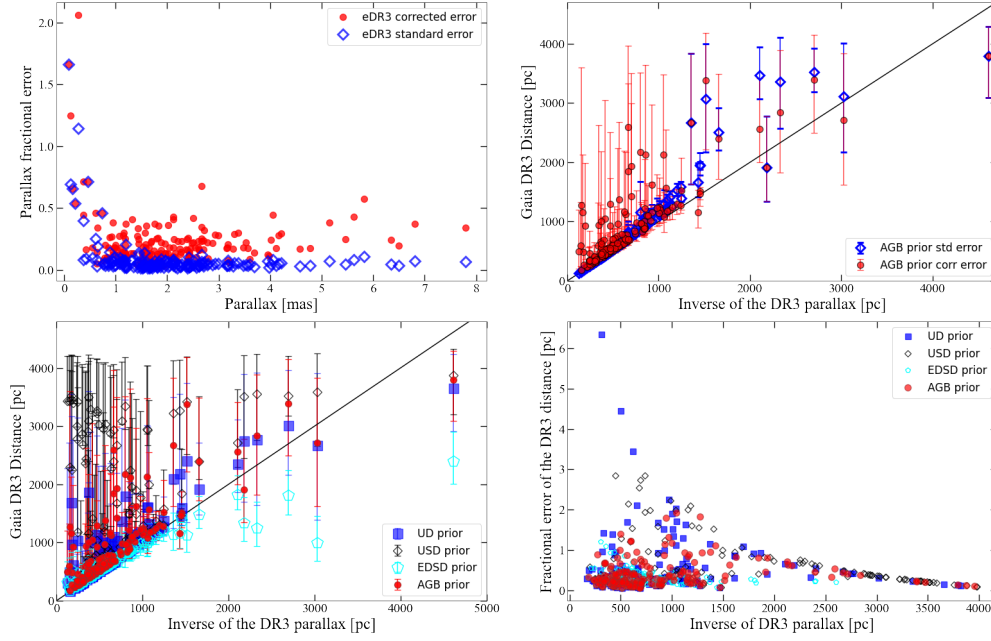 2.0
1.5
1.0
0.5
0.0
Parallax fractional error
eDR3 corrected error
eDR3 standard error
0 1 2 3 4 5 6 7 8
Parallax [mas]
4000
3000
2000
1000
0
Gaia DR3 Distance [pc]
AGB prior std error
AGB prior corr error
0 1000 2000 3000 4000
Inverse of the DR3 parallax [pc]
4000
3000
2000
1000
0
Gaia DR3 Distance [pc]
UD prior
USD prior
EDSD prior
AGB prior
0 1000 2000 3000 4000 5000
Inverse of the DR3 parallax [pc]
6
5
4
3
2
1
0
Fractional error of the DR3 distance [pc]
UD prior
USD prior
EDSD prior
AGB prior
0 500 1000 1500 2000 2500 3000 3500 4000
Inverse of DR3 parallax [pc]